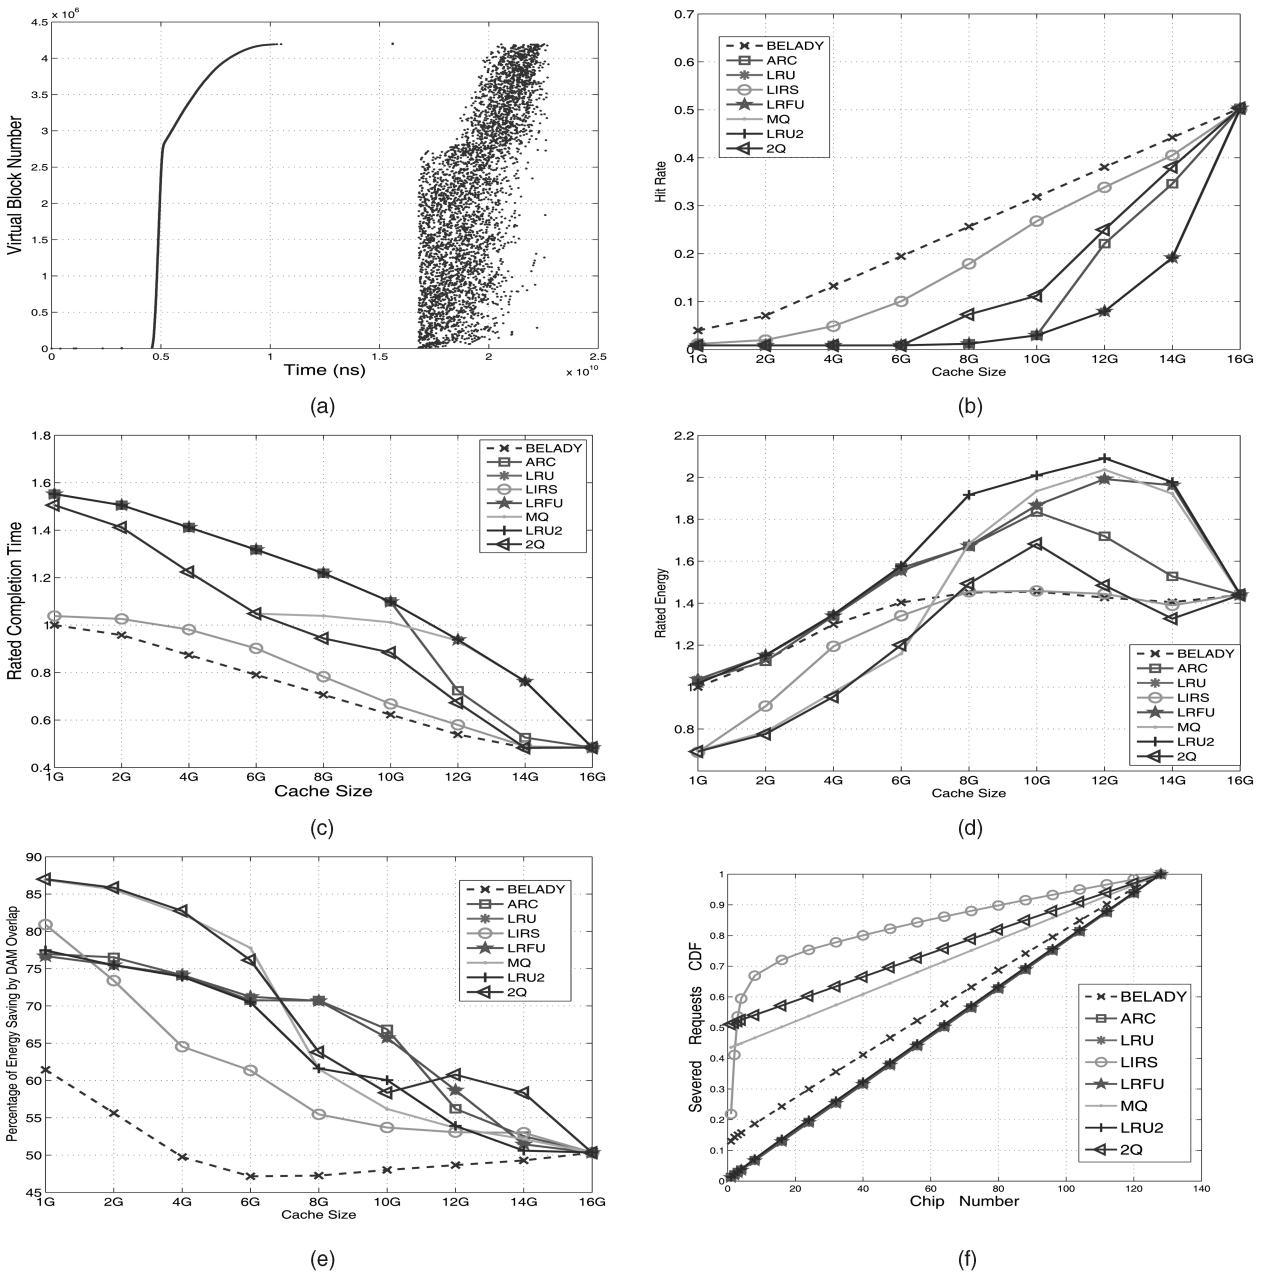 × 10⁶
4.5
4
3.5
3
2.5
2
1.5
1
0.5
0
Virtual Block Number
0 0.5 1 1.5 2 2.5
Time (ns)
× 10¹⁰
(a)
0.7
0.6
0.5
0.4
0.3
0.2
0.1
0
Hit Rate
BELADY
ARC
LRU
LIRS
LRFU
MQ
LRU2
2Q
1G 2G 4G 6G 8G 10G 12G 14G 16G
Cache Size
(b)
1.8
1.6
1.4
1.2
1
0.8
0.6
0.4
Rated Completion Time
BELADY
ARC
LRU
LIRS
LRFU
MQ
LRU2
2Q
1G 2G 4G 6G 8G 10G 12G 14G 16G
Cache Size
(c)
2.2
2
1.8
1.6
1.4
1.2
1
0.8
Rated Energy
BELADY
ARC
LRU
LIRS
LRFU
MQ
LRU2
2Q
1G 2G 4G 6G 8G 10G 12G 14G 16G
Cache Size
(d)
90
85
80
75
70
65
60
55
50
45
Percentage of Energy Saving by DAM Overlap
BELADY
ARC
LRU
LIRS
LRFU
MQ
LRU2
2Q
1G 2G 4G 6G 8G 10G 12G 14G 16G
Cache Size
(e)
1
0.9
0.8
0.7
0.6
0.5
0.4
0.3
0.2
0.1
0
Severed Requests CDF
BELADY
ARC
LRU
LIRS
LRFU
MQ
LRU2
2Q
0 20 40 60 80 100 120 140
Chip Number
(f)